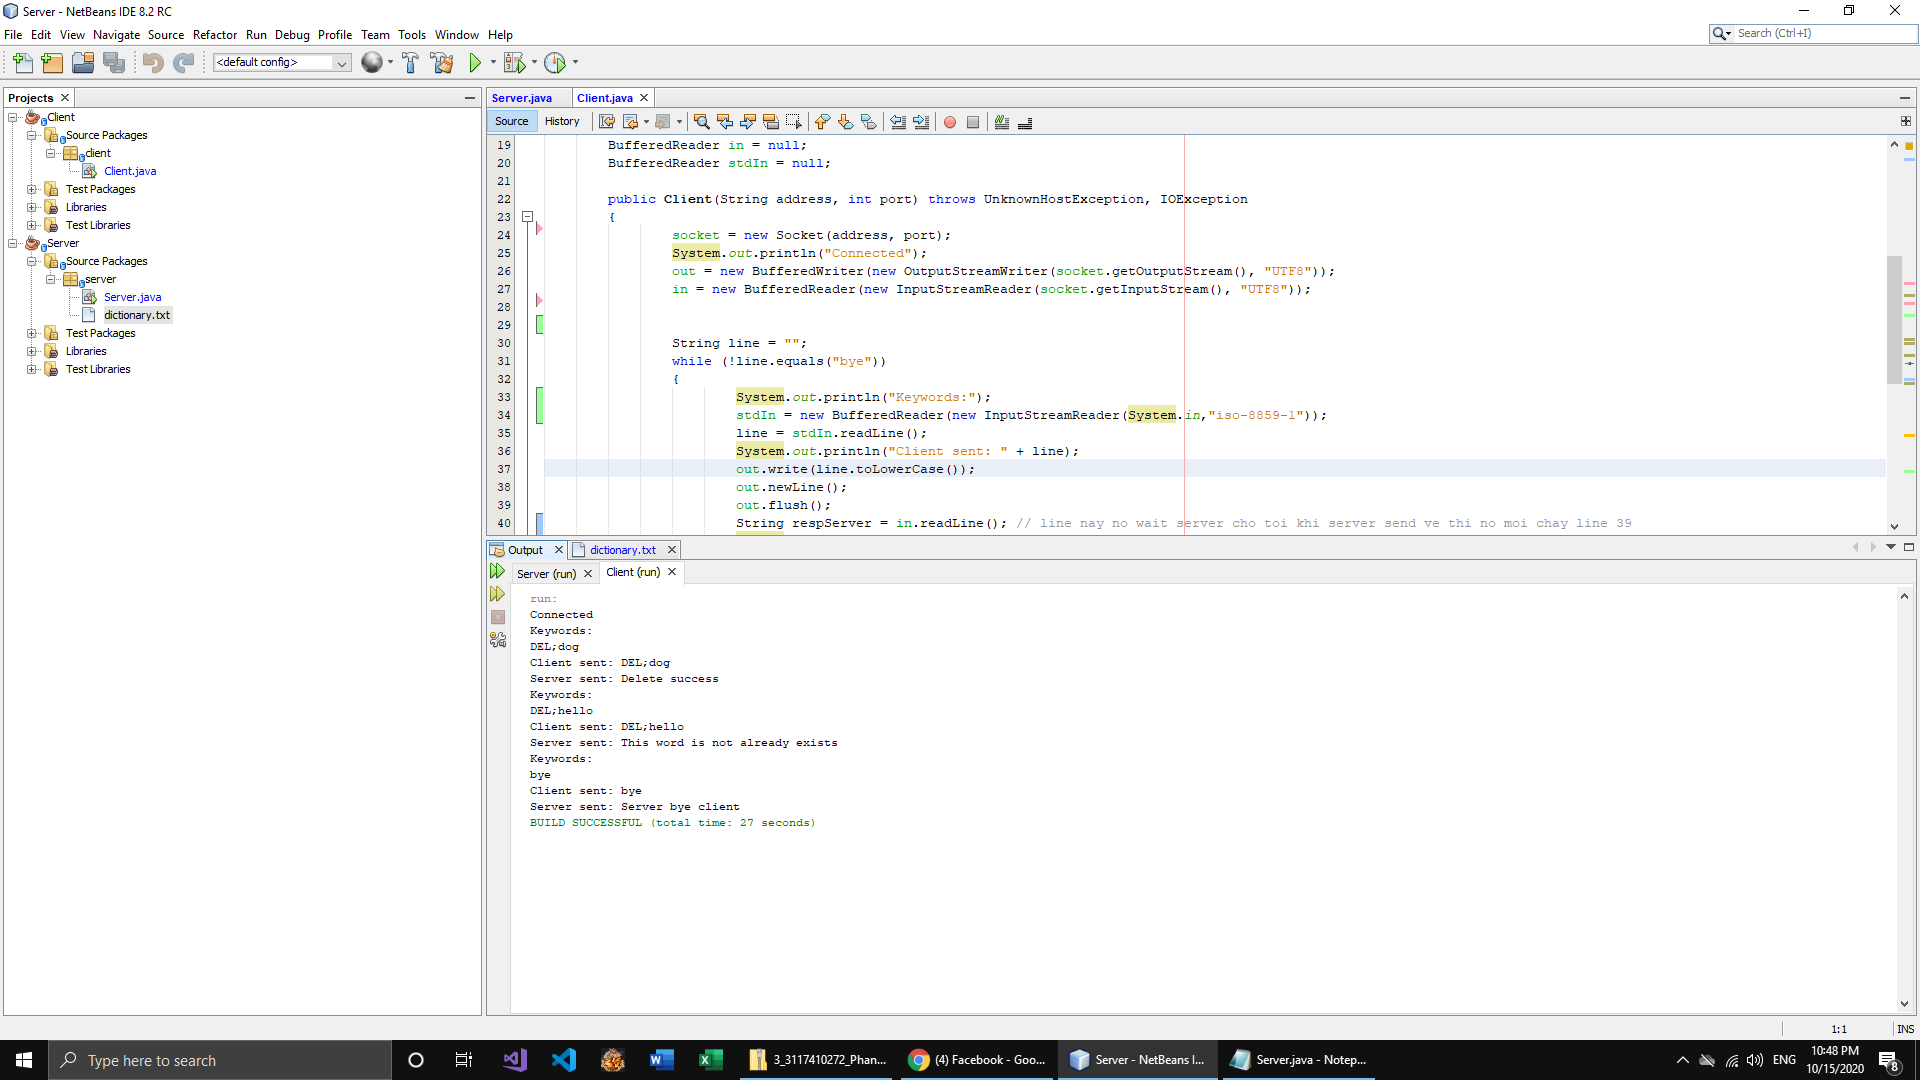 Server - NetBeans IDE 8.2 RC
File Edit View Navigate Source Refactor Run Debug Profile Team Tools Window Help
Search (Ctrl+I)
<default config>
Projects
Client
Source Packages
client
Client.java
Test Packages
Libraries
Test Libraries
Server
Source Packages
server
Server.java
dictionary.txt
Test Packages
Libraries
Test Libraries
Server.java Client.java
Source History
19 BufferedReader in = null;
20 BufferedReader stdIn = null;
21
22 public Client(String address, int port) throws UnknownHostException, IOException
23 {
24 socket = new Socket(address, port);
25 System.out.println("Connected");
26 out = new BufferedWriter(new OutputStreamWriter(socket.getOutputStream(), "UTF8"));
27 in = new BufferedReader(new InputStreamReader(socket.getInputStream(), "UTF8"));
28
29
30 String line = "";
31 while (!line.equals("bye"))
32 {
33 System.out.println("Keywords:");
34 stdIn = new BufferedReader(new InputStreamReader(System.in,"iso-8859-1"));
35 line = stdIn.readLine();
36 System.out.println("Client sent: " + line);
37 out.write(line.toLowerCase());
38 out.newLine();
39 out.flush();
40 String respServer = in.readLine(); // line nay no wait server cho toi khi server send ve thi no moi chay line 39
Output dictionary.txt
Server (run) Client (run)
run:
Connected
Keywords:
DEL;dog
Client sent: DEL;dog
Server sent: Delete success
Keywords:
DEL;hello
Client sent: DEL;hello
Server sent: This word is not already exists
Keywords:
bye
Client sent: bye
Server sent: Server bye client
BUILD SUCCESSFUL (total time: 27 seconds)
1:1 INS
Type here to search
3_3117410272_Phan...
(4) Facebook - Goo...
Server - NetBeans I...
Server.java - Notep...
ENG
10:48 PM
10/15/2020
8